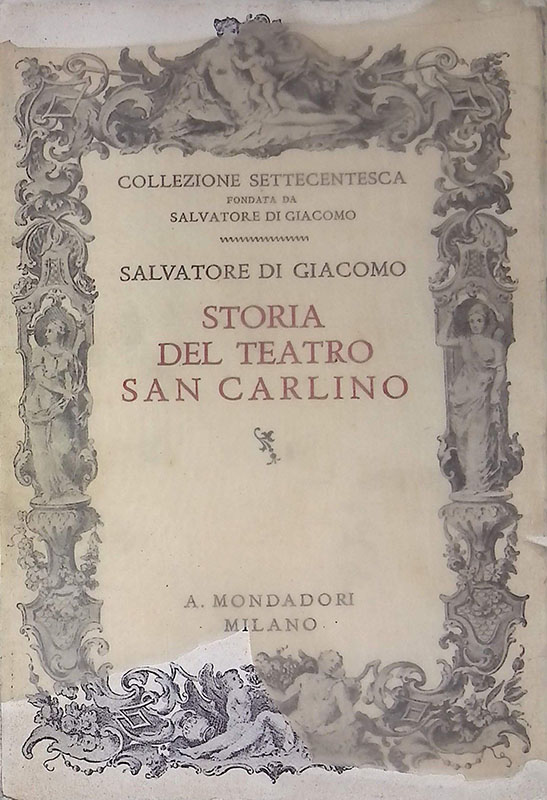 COLLEZIONE SETTECENTESCA
FONDATA DA
SALVATORE DI GIACOMO
SALVATORE DI GIACOMO
STORIA
DEL TEATRO
SAN CARLINO
A. MONDADORI
MILANO